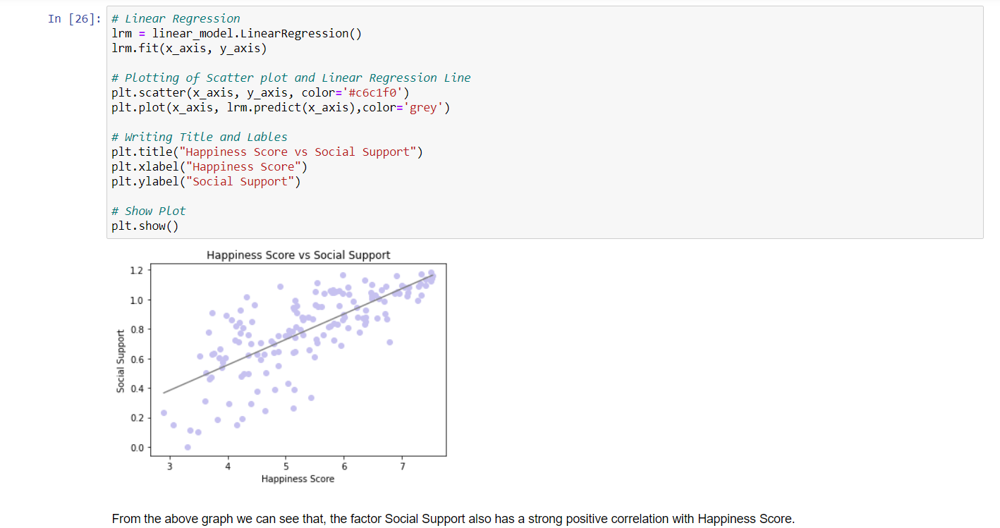 In [26]: # Linear Regression
lrm = linear_model.LinearRegression()
lrm.fit(x_axis, y_axis)
# Plotting of Scatter plot and Linear Regression Line
plt.scatter(x_axis, y_axis, color='#c6c1f0')
plt.plot(x_axis, lrm.predict(x_axis),color='grey')
# Writing Title and Lables
plt.title("Happiness Score vs Social Support")
plt.xlabel("Happiness Score")
plt.ylabel("Social Support")
# Show Plot
plt.show()
Happiness Score vs Social Support
1.2
1.0
0.8
0.6
0.4
0.2
0.0
Social Support
3 4 5 6 7
Happiness Score
From the above graph we can see that, the factor Social Support also has a strong positive correlation with Happiness Score.